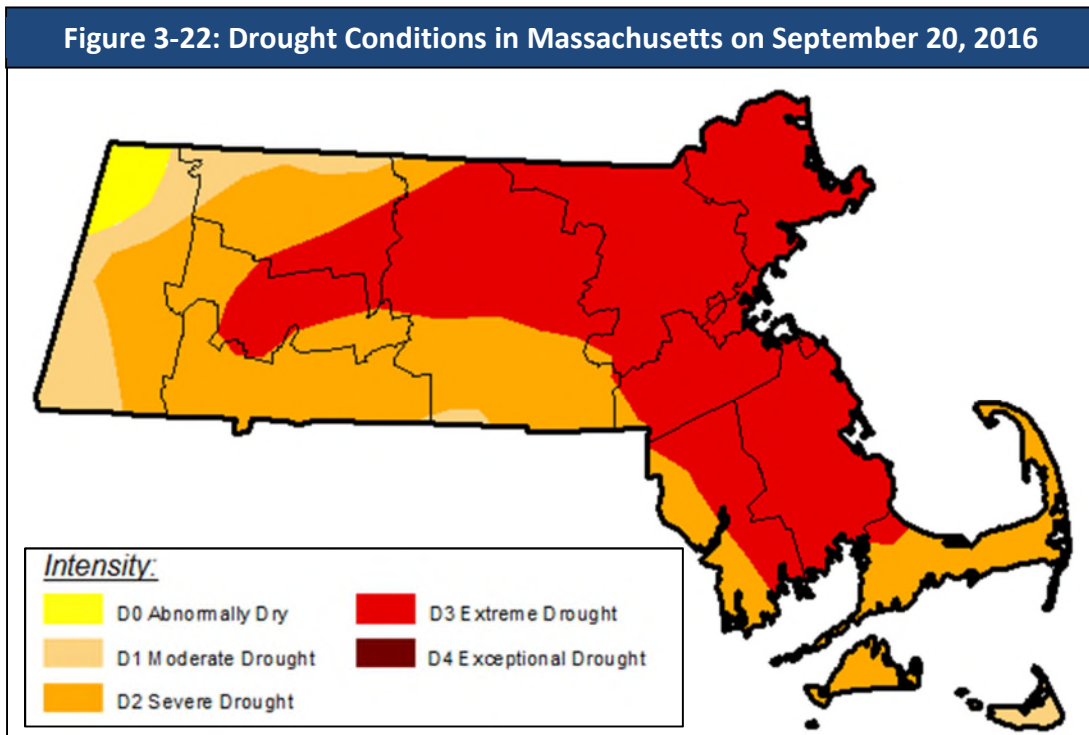 Figure 3-22: Drought Conditions in Massachusetts on September 20, 2016
Intensity:
D0 Abnormally Dry
D1 Moderate Drought
D2 Severe Drought
D3 Extreme Drought
D4 Exceptional Drought